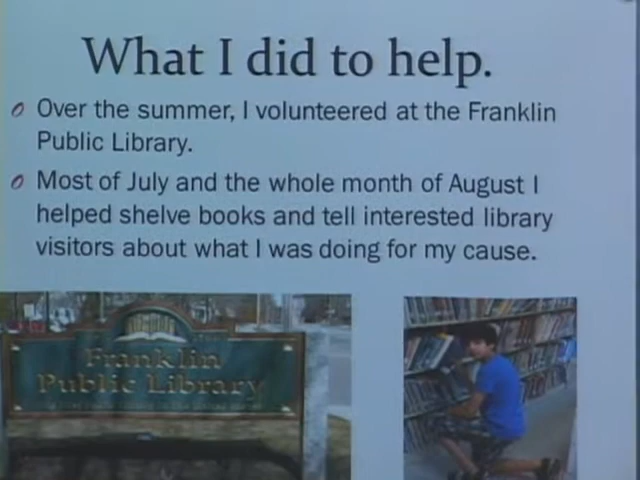 What I did to help.
Over the summer, I volunteered at the Franklin
Public Library.
Most of July and the whole month of August I
helped shelve books and tell interested library
visitors about what I was doing for my cause.
Franklin
Public Library